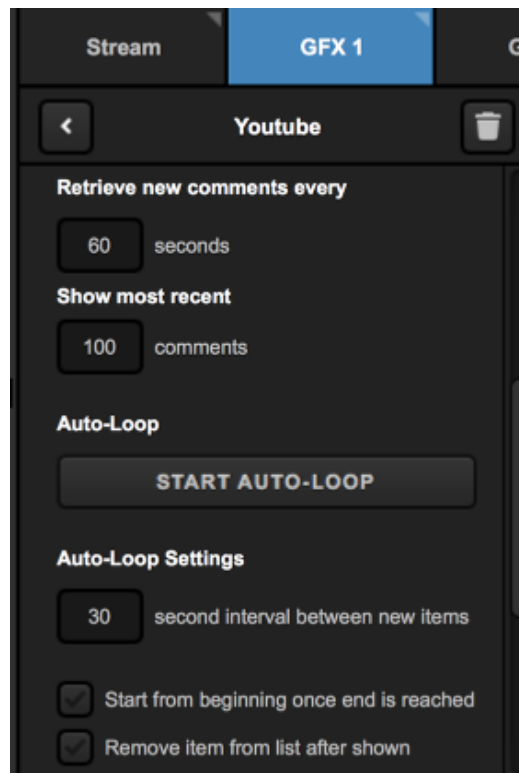 Stream GFX 1 G
Youtube
Retrieve new comments every
60 seconds
Show most recent
100 comments
Auto-Loop
START AUTO-LOOP
Auto-Loop Settings
30 second interval between new items
Start from beginning once end is reached
Remove item from list after shown